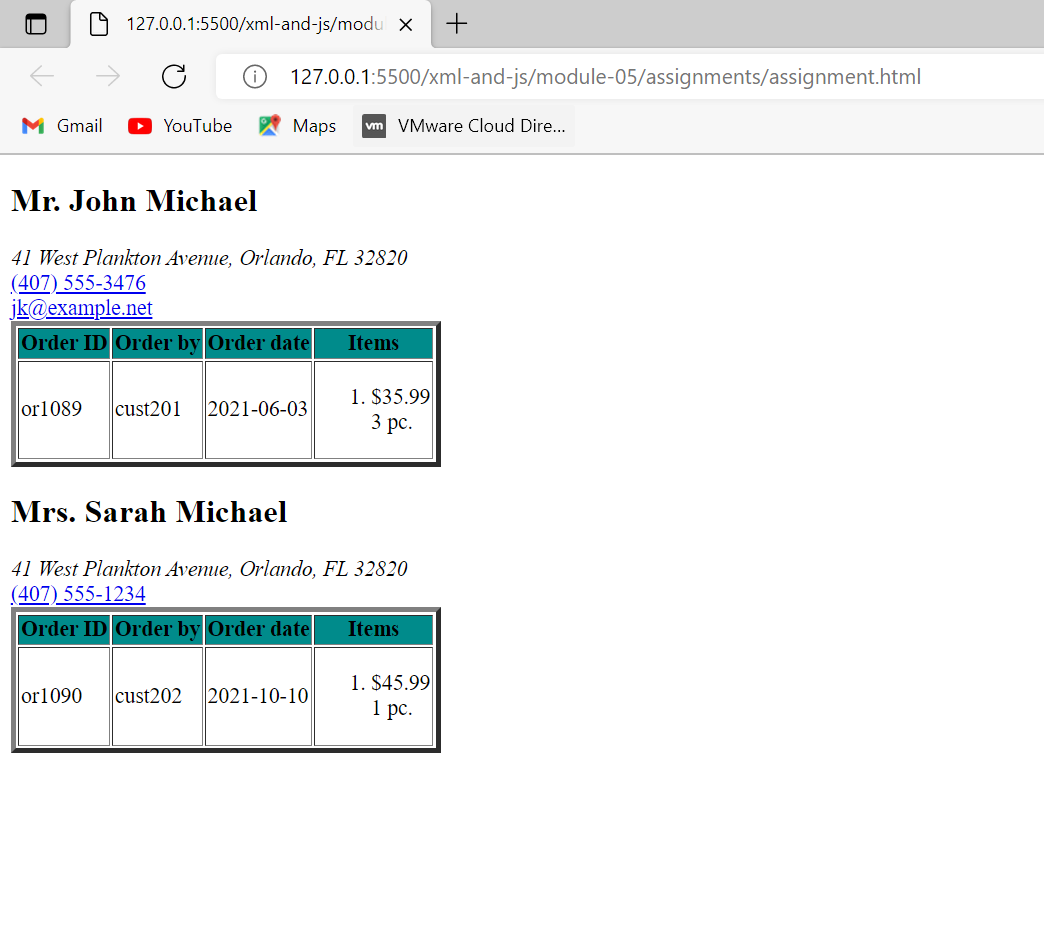 127.0.0.1:5500/xml-and-js/modu
127.0.0.1:5500/xml-and-js/module-05/assignments/assignment.html
Gmail YouTube Maps vm VMware Cloud Dire...
Mr. John Michael
41 West Plankton Avenue, Orlando, FL 32820
(407) 555-3476
jk@example.net
Order ID Order by Order date Items
or1089 cust201 2021-06-03 1. $35.99
3 pc.
Mrs. Sarah Michael
41 West Plankton Avenue, Orlando, FL 32820
(407) 555-1234
Order ID Order by Order date Items
or1090 cust202 2021-10-10 1. $45.99
1 pc.